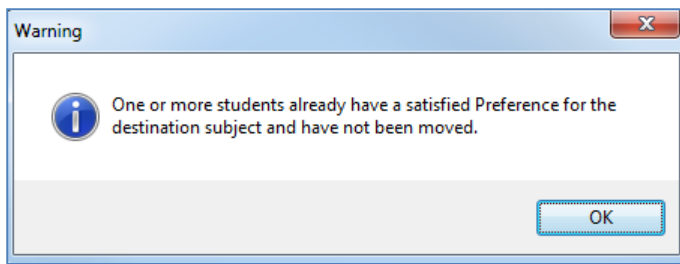 Warning
One or more students already have a satisfied Preference for the
destination subject and have not been moved.
OK